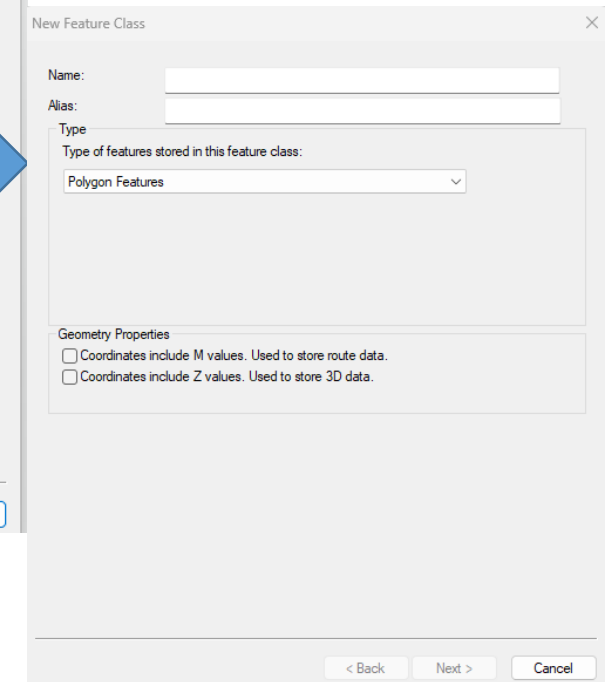 New Feature Class
Name:
Alias:
Type
Type of features stored in this feature class:
Polygon Features
Geometry Properties
Coordinates include M values. Used to store route data.
Coordinates include Z values. Used to store 3D data.
< Back Next > Cancel